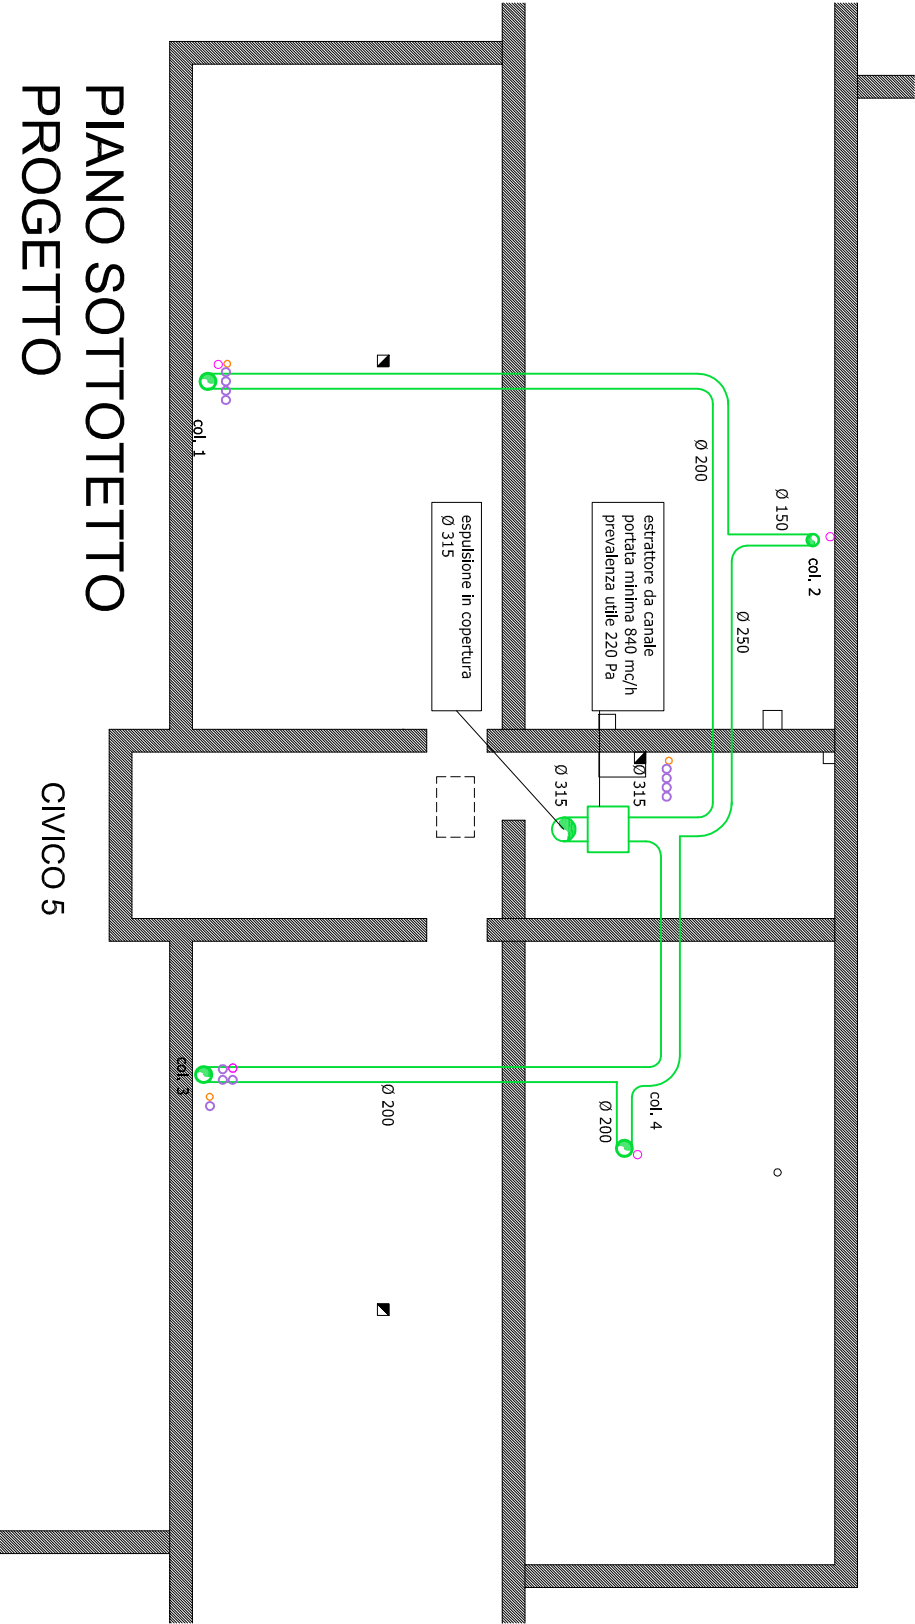 PIANO SOTTOTETTO
PROGETTO
CIVICO 5
col. 1
Ø 200
Ø 150
col. 2
Ø 250
estrattore da canale
portata minima 840 mc/h
prevalenza utile 220 Pa
espulsione in copertura
Ø 315
Ø 315
Ø 315
col. 3
Ø 200
col. 4
Ø 200